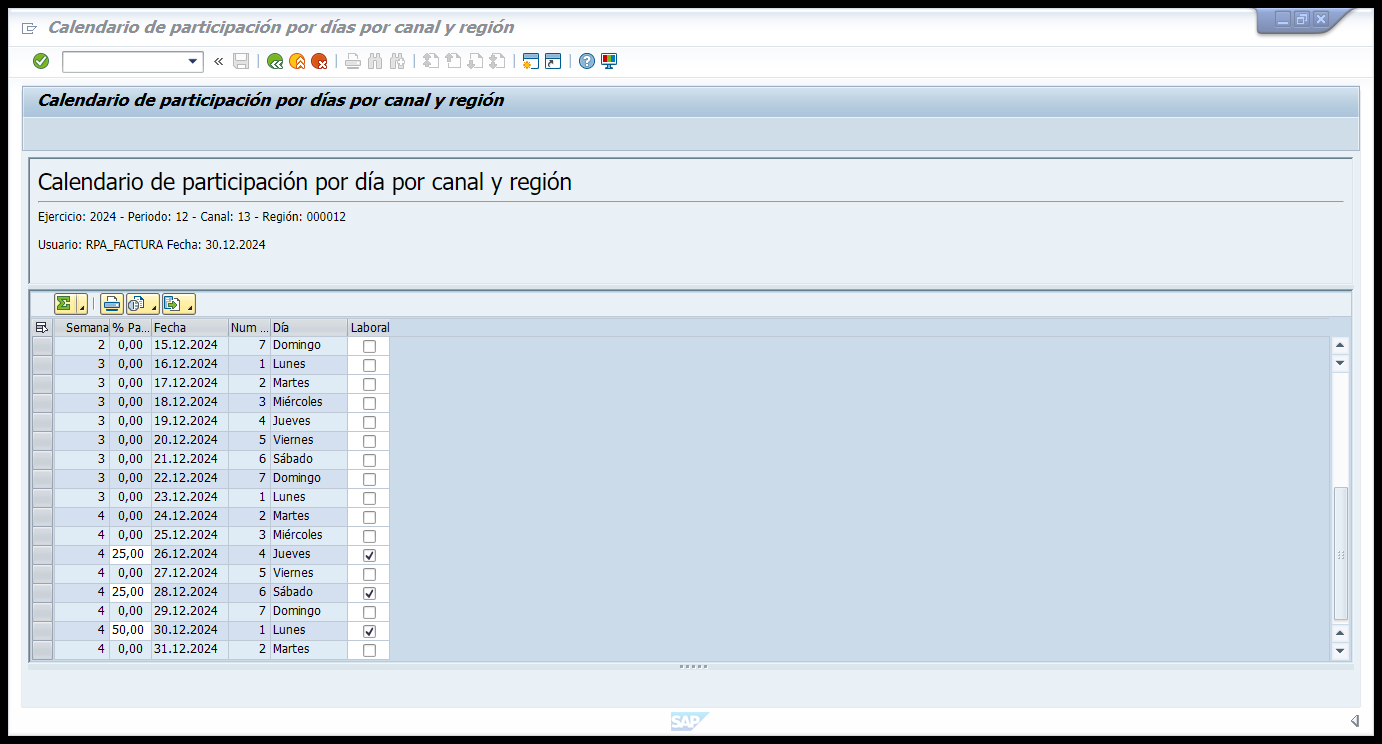 Calendario de participación por días por canal y región
«
Calendario de participación por días por canal y región
Calendario de participación por día por canal y región
Ejercicio: 2024 - Periodo: 12 - Canal: 13 - Región: 000012
Usuario: RPA_FACTURA Fecha: 30.12.2024
Semana % Pa... Fecha Num ... Día Laboral
2 0,00 15.12.2024 7 Domingo
3 0,00 16.12.2024 1 Lunes
3 0,00 17.12.2024 2 Martes
3 0,00 18.12.2024 3 Miércoles
3 0,00 19.12.2024 4 Jueves
3 0,00 20.12.2024 5 Viernes
3 0,00 21.12.2024 6 Sábado
3 0,00 22.12.2024 7 Domingo
3 0,00 23.12.2024 1 Lunes
4 0,00 24.12.2024 2 Martes
4 0,00 25.12.2024 3 Miércoles
4 25,00 26.12.2024 4 Jueves
4 0,00 27.12.2024 5 Viernes
4 25,00 28.12.2024 6 Sábado
4 0,00 29.12.2024 7 Domingo
4 50,00 30.12.2024 1 Lunes
4 0,00 31.12.2024 2 Martes
SAP